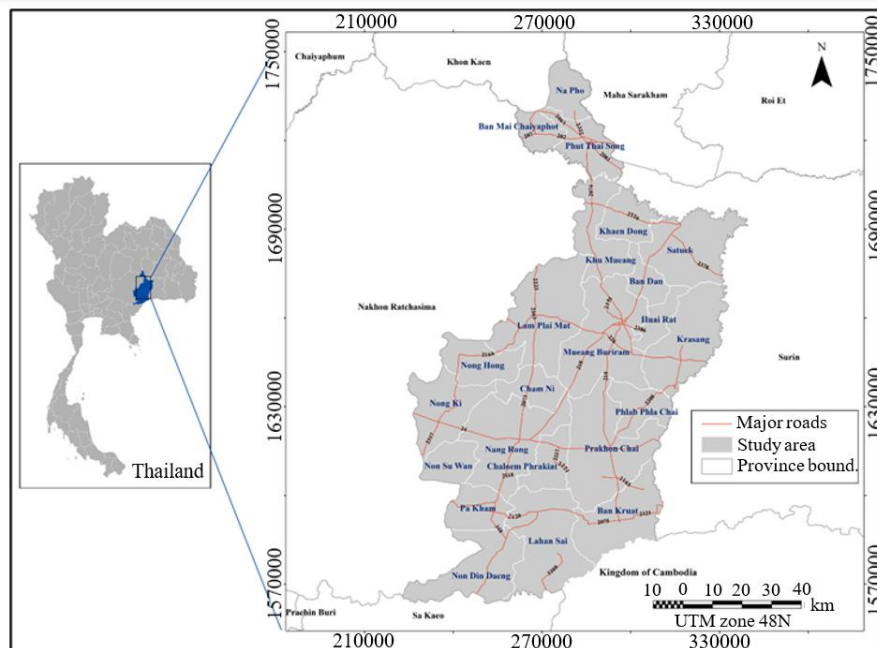 210000
270000
330000
1750000
1750000
N
Chaiyaphum
Khon Kaen
Maha Sarakham
Roi Et
Na Pho
Ban Mai Chaiyaphot
Phut Thai Song
1690000
1690000
Khaen Dong
Satuek
Khu Mueang
Ban Dan
Nakhon Ratchasima
Huai Rat
Lam Plai Mat
Krasang
Mueang Buriram
Surin
Nong Hong
Cham Ni
1630000
1630000
Nong Ki
Phlab Phla Chai
24
Nang Rong
Prakhon Chai
Non Su Wan
Chaloem Phrakiat
Major roads
Study area
Province bound.
Thailand
Pa Kham
Ban Kruat
Lahan Sai
Non Din Daeng
Kingdom of Cambodia
1570000
1570000
Prachin Buri
Sa Kaeo
10 0 10 20 30 40
km
UTM zone 48N
210000
270000
330000